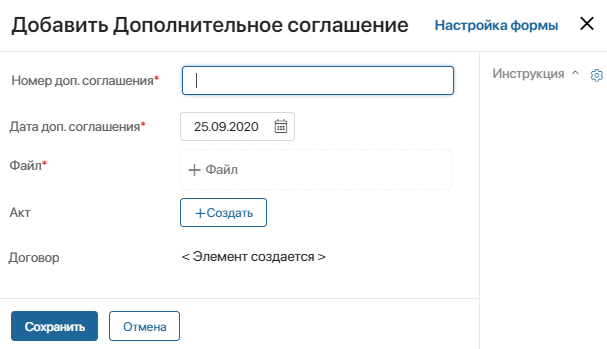 Добавить Дополнительное соглашение
Настройка формы
Номер доп. соглашения*
Инструкция
Дата доп. соглашения*
25.09.2020
Файл*
+ Файл
Акт
+Создать
Договор
< Элемент создается >
Сохранить
Отмена